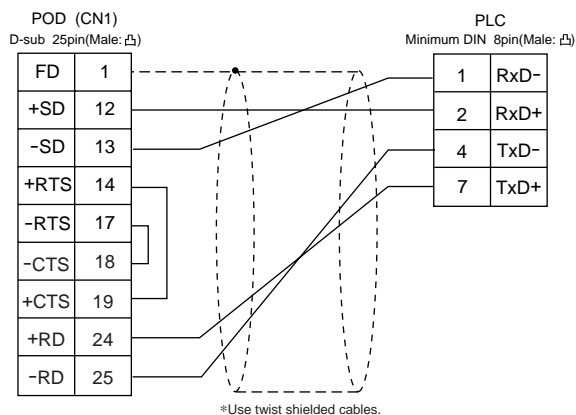 POD (CN1)
D-sub 25pin(Male: 凸)
FD 1
+SD 12
-SD 13
+RTS 14
-RTS 17
-CTS 18
+CTS 19
+RD 24
-RD 25
PLC
Minimum DIN 8pin(Male: 凸)
1 RxD-
2 RxD+
4 TxD-
7 TxD+
*Use twist shielded cables.